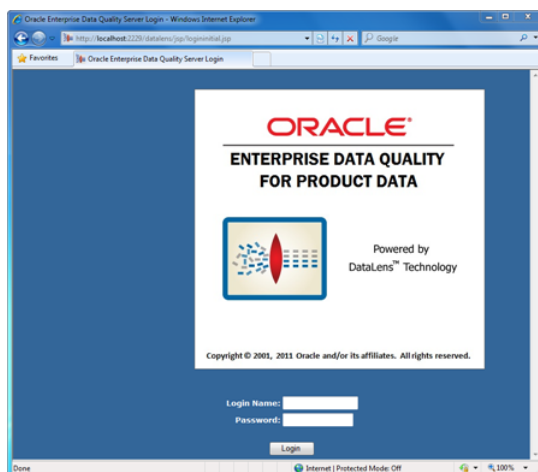 Oracle Enterprise Data Quality Server Login - Windows Internet Explorer
http://localhost:2229/datalens/jsp/logininitial.jsp
Google
Favorites
Oracle Enterprise Data Quality Server Login
ORACLE®
ENTERPRISE DATA QUALITY
FOR PRODUCT DATA
Powered by
DataLens™ Technology
Copyright © 2001, 2011 Oracle and/or its affiliates. All rights reserved.
Login Name:
Password:
Login
Done
Internet | Protected Mode: Off
100%